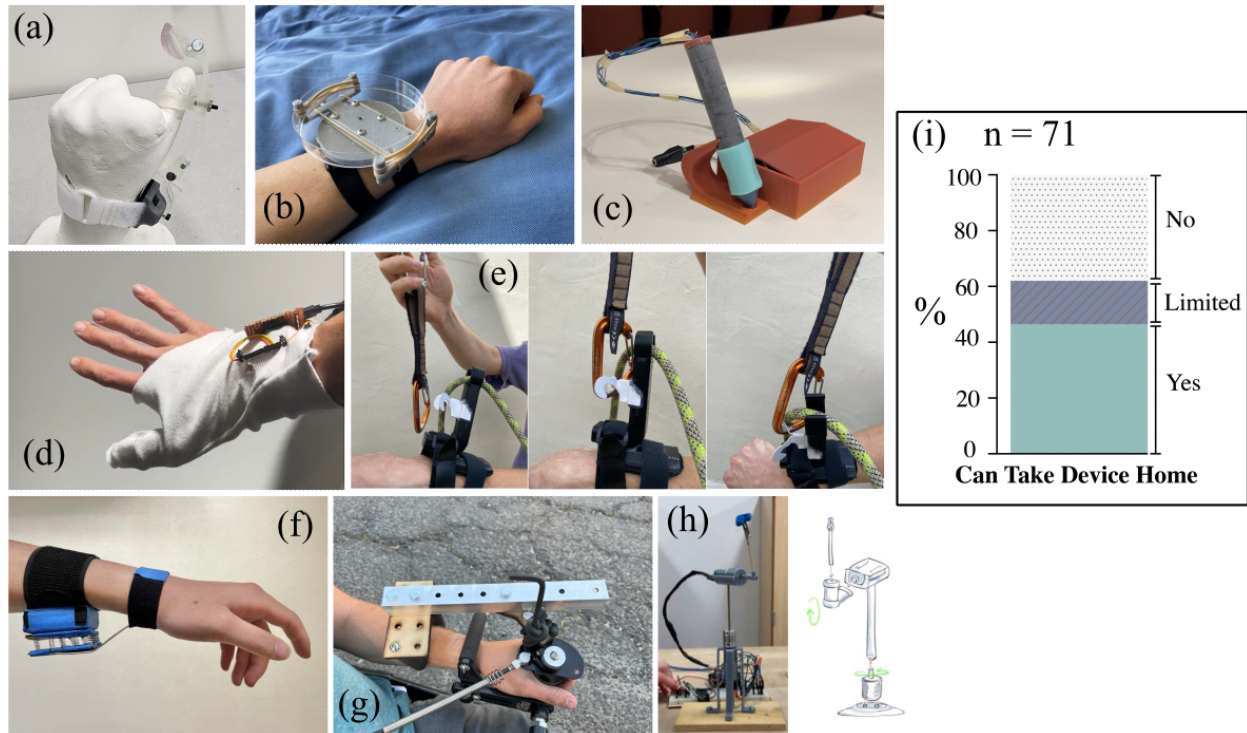 (a)
(b)
(c)
(d)
(e)
(f)
(g)
(h)
(i) n = 71
100
80
60
40
20
0
%
No
Limited
Yes
Can Take Device Home